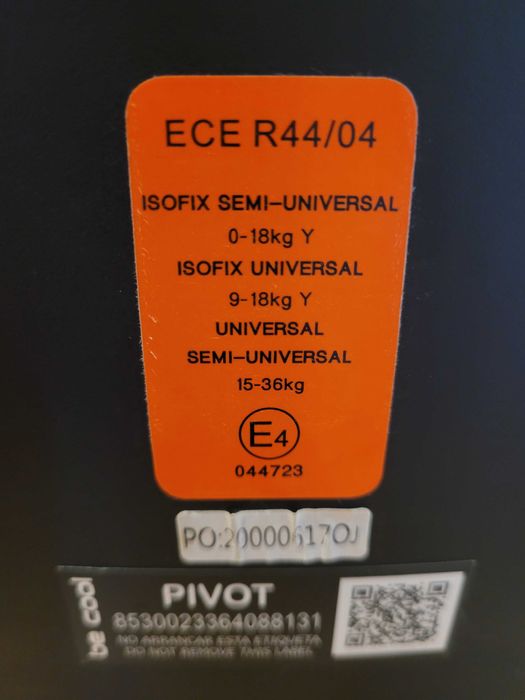 ECE R44/04
ISOFIX SEMI-UNIVERSAL
0-18kg Y
ISOFIX UNIVERSAL
9-18kg Y
UNIVERSAL
SEMI-UNIVERSAL
15-36kg
E4
044723
PO:20000617OJ
be cool
PIVOT
8530023364088131
NO ARRANCAR ESTA ETIQUETA
DO NOT REMOVE THIS LABEL